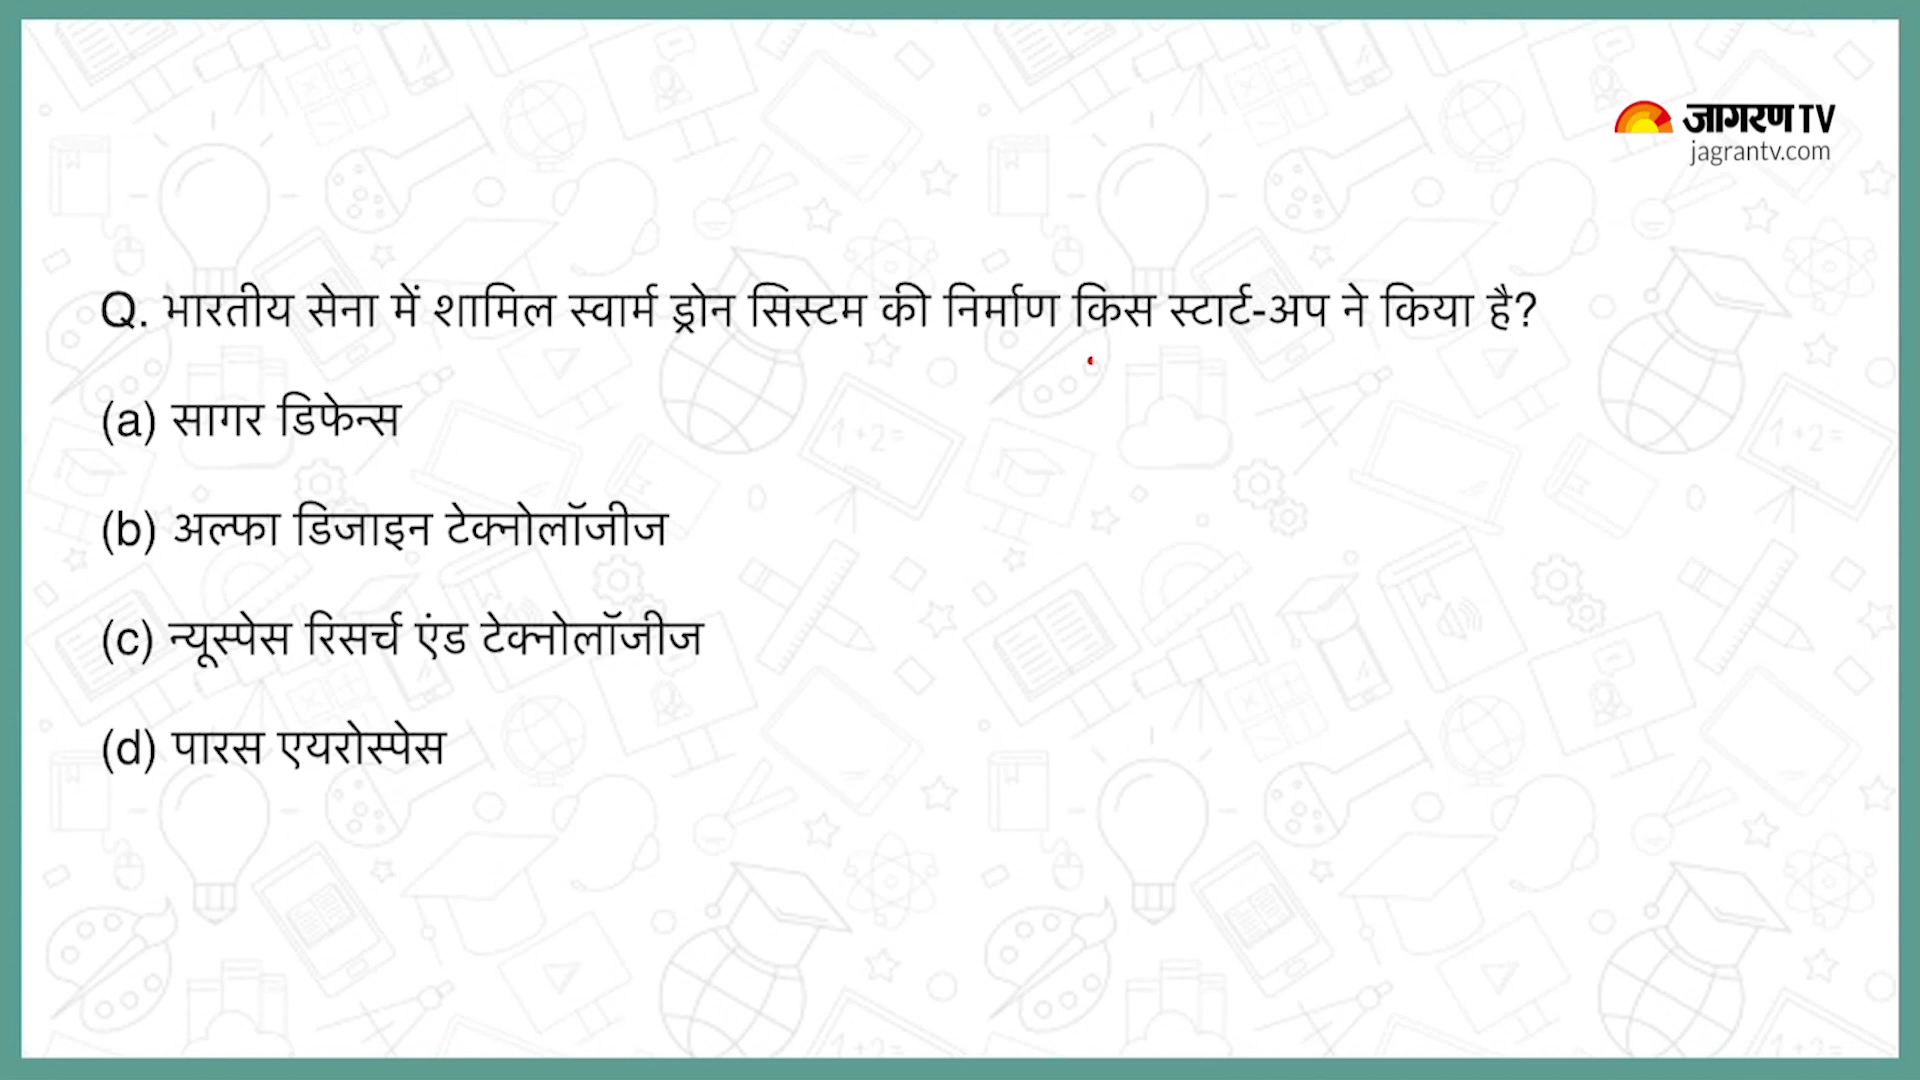 जागरण TV
jagrantv.com
Q. भारतीय सेना में शामिल स्वार्म ड्रोन सिस्टम की निर्माण किस स्टार्ट-अप ने किया है?
(a) सागर डिफेन्स
(b) अल्फा डिजाइन टेक्नोलॉजीज
(c) न्यूस्पेस रिसर्च एंड टेक्नोलॉजीज
(d) पारस एयरोस्पेस